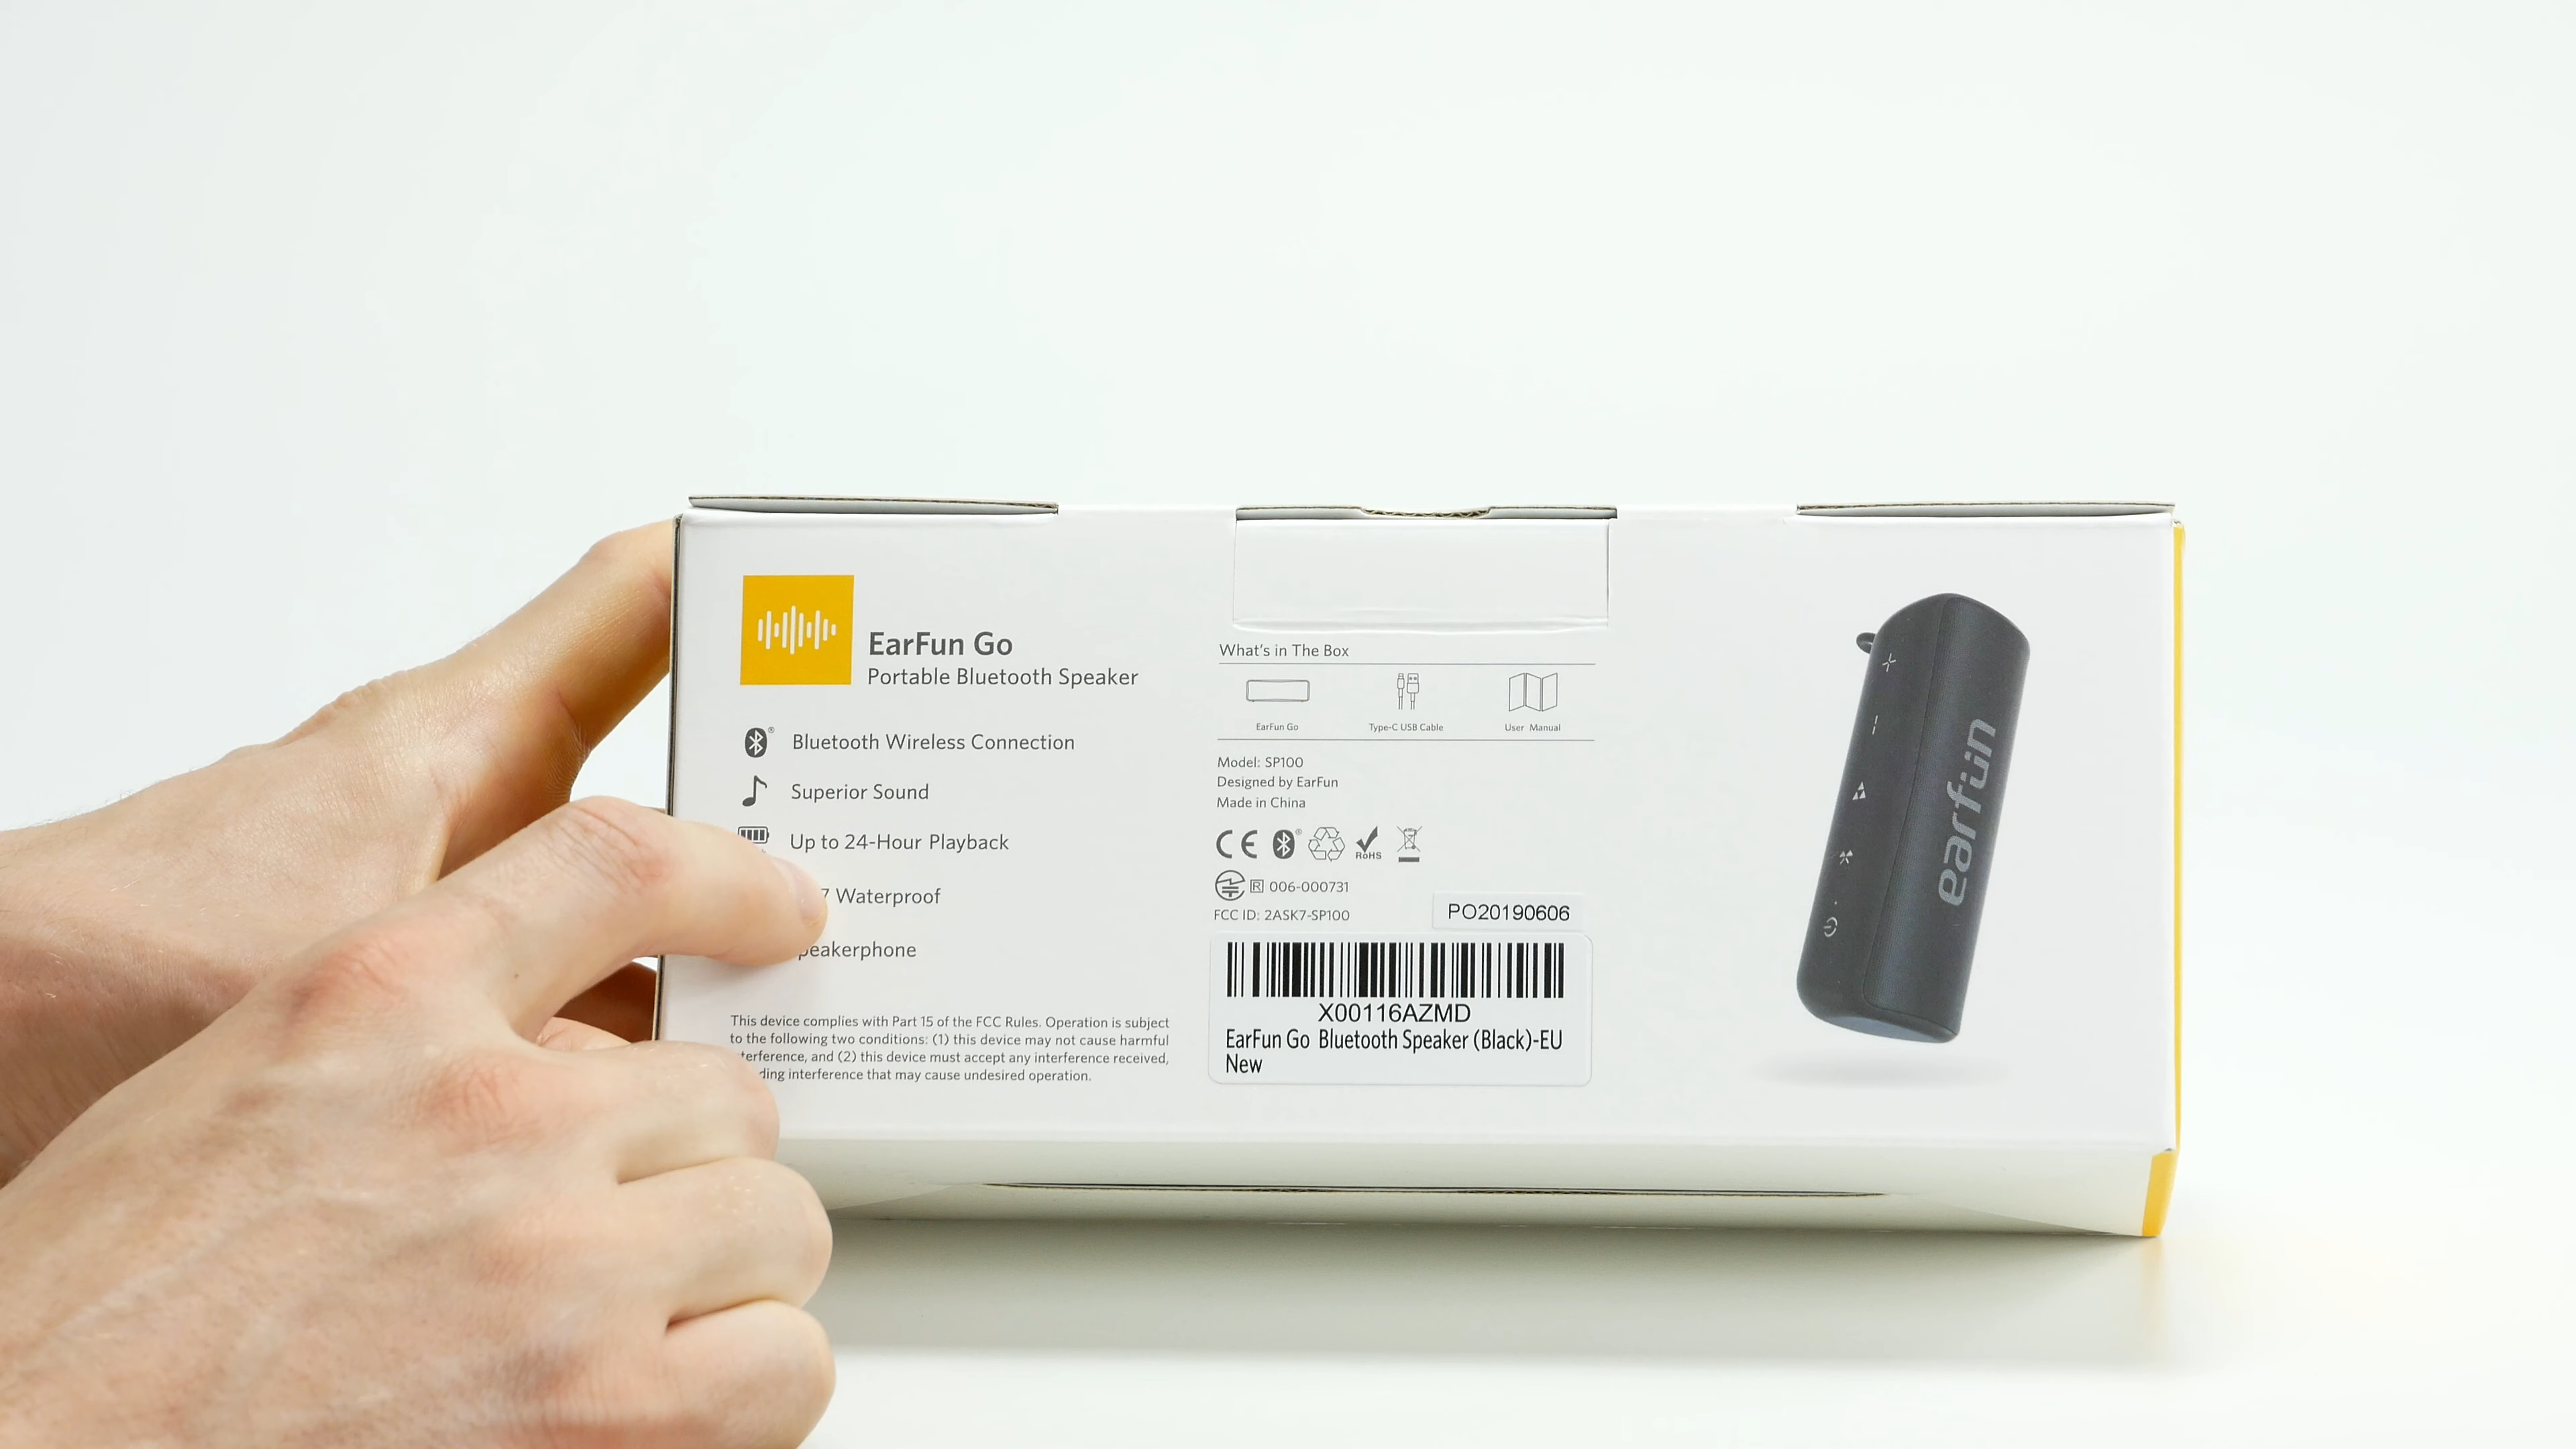 EarFun Go
Portable Bluetooth Speaker
Bluetooth Wireless Connection
Superior Sound
Up to 24-Hour Playback
7 Waterproof
peakerphone
This device complies with Part 15 of the FCC Rules. Operation is subject
to the following two conditions: (1) this device may not cause harmful
terference, and (2) this device must accept any interference received,
ding interference that may cause undesired operation.
What's in The Box
EarFun Go
Type-C USB Cable
User Manual
Model: SP100
Designed by EarFun
Made in China
CE
RoHS
R 006-000731
FCC ID: 2ASK7-SP100
PO20190606
X00116AZMD
EarFun Go Bluetooth Speaker (Black)-EU
New
earfun